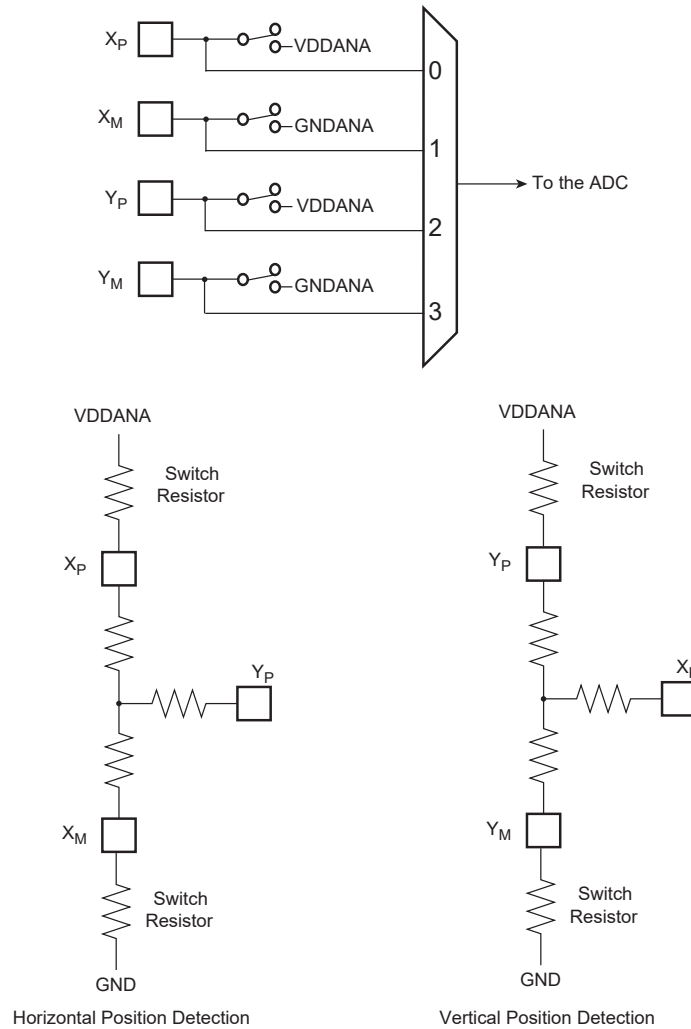 XP
VDDANA
0
XM
GNDANA
1
YP
VDDANA
To the ADC
2
YM
GNDANA
3
VDDANA
Switch
Resistor
XP
YP
XM
Switch
Resistor
GND
Horizontal Position Detection
VDDANA
Switch
Resistor
YP
YM
Switch
Resistor
GND
Vertical Position Detection